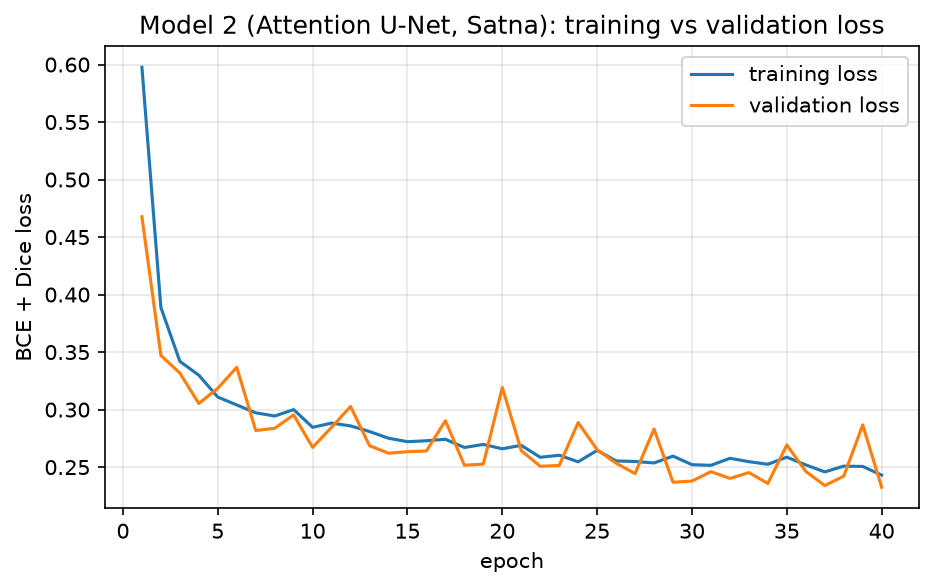 Model 2 (Attention U-Net, Satna): training vs validation loss
training loss
validation loss
BCE + Dice loss
0.60
0.55
0.50
0.45
0.40
0.35
0.30
0.25
0 5 10 15 20 25 30 35 40
epoch